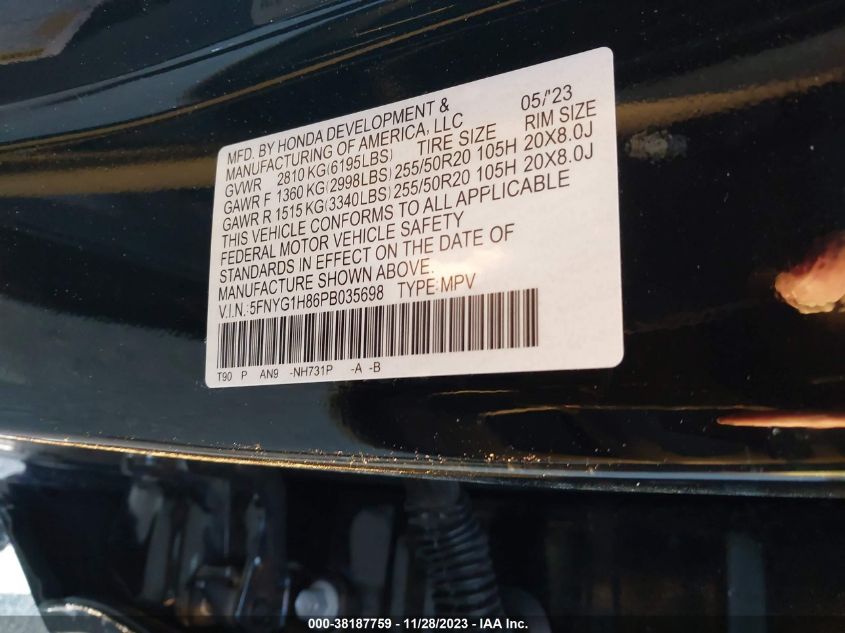 MFD. BY HONDA DEVELOPMENT & 05/'23
MANUFACTURING OF AMERICA, LLC
GVWR 2810 KG(6195LBS) TIRE SIZE RIM SIZE
GAWR F 1360 KG(2998LBS) 255/50R20 105H 20X8.0J
GAWR R 1515 KG(3340LBS) 255/50R20 105H 20X8.0J
THIS VEHICLE CONFORMS TO ALL APPLICABLE
FEDERAL MOTOR VEHICLE SAFETY
STANDARDS IN EFFECT ON THE DATE OF
MANUFACTURE SHOWN ABOVE.
V.I.N.:5FNYG1H86PB035698 TYPE:MPV
T90 P AN9 -NH731P -A -B
000-38187759 - 11/28/2023 - IAA Inc.